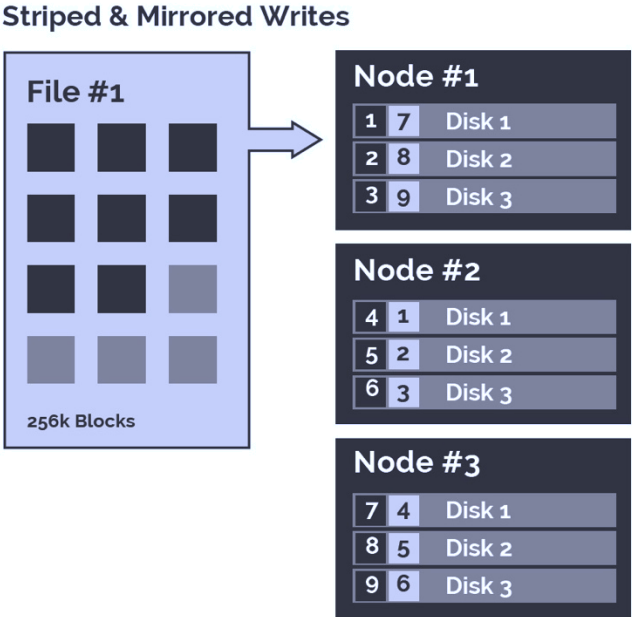 Striped & Mirrored Writes
File #1
256k Blocks
Node #1
1 7 Disk 1
2 8 Disk 2
3 9 Disk 3
Node #2
4 1 Disk 1
5 2 Disk 2
6 3 Disk 3
Node #3
7 4 Disk 1
8 5 Disk 2
9 6 Disk 3